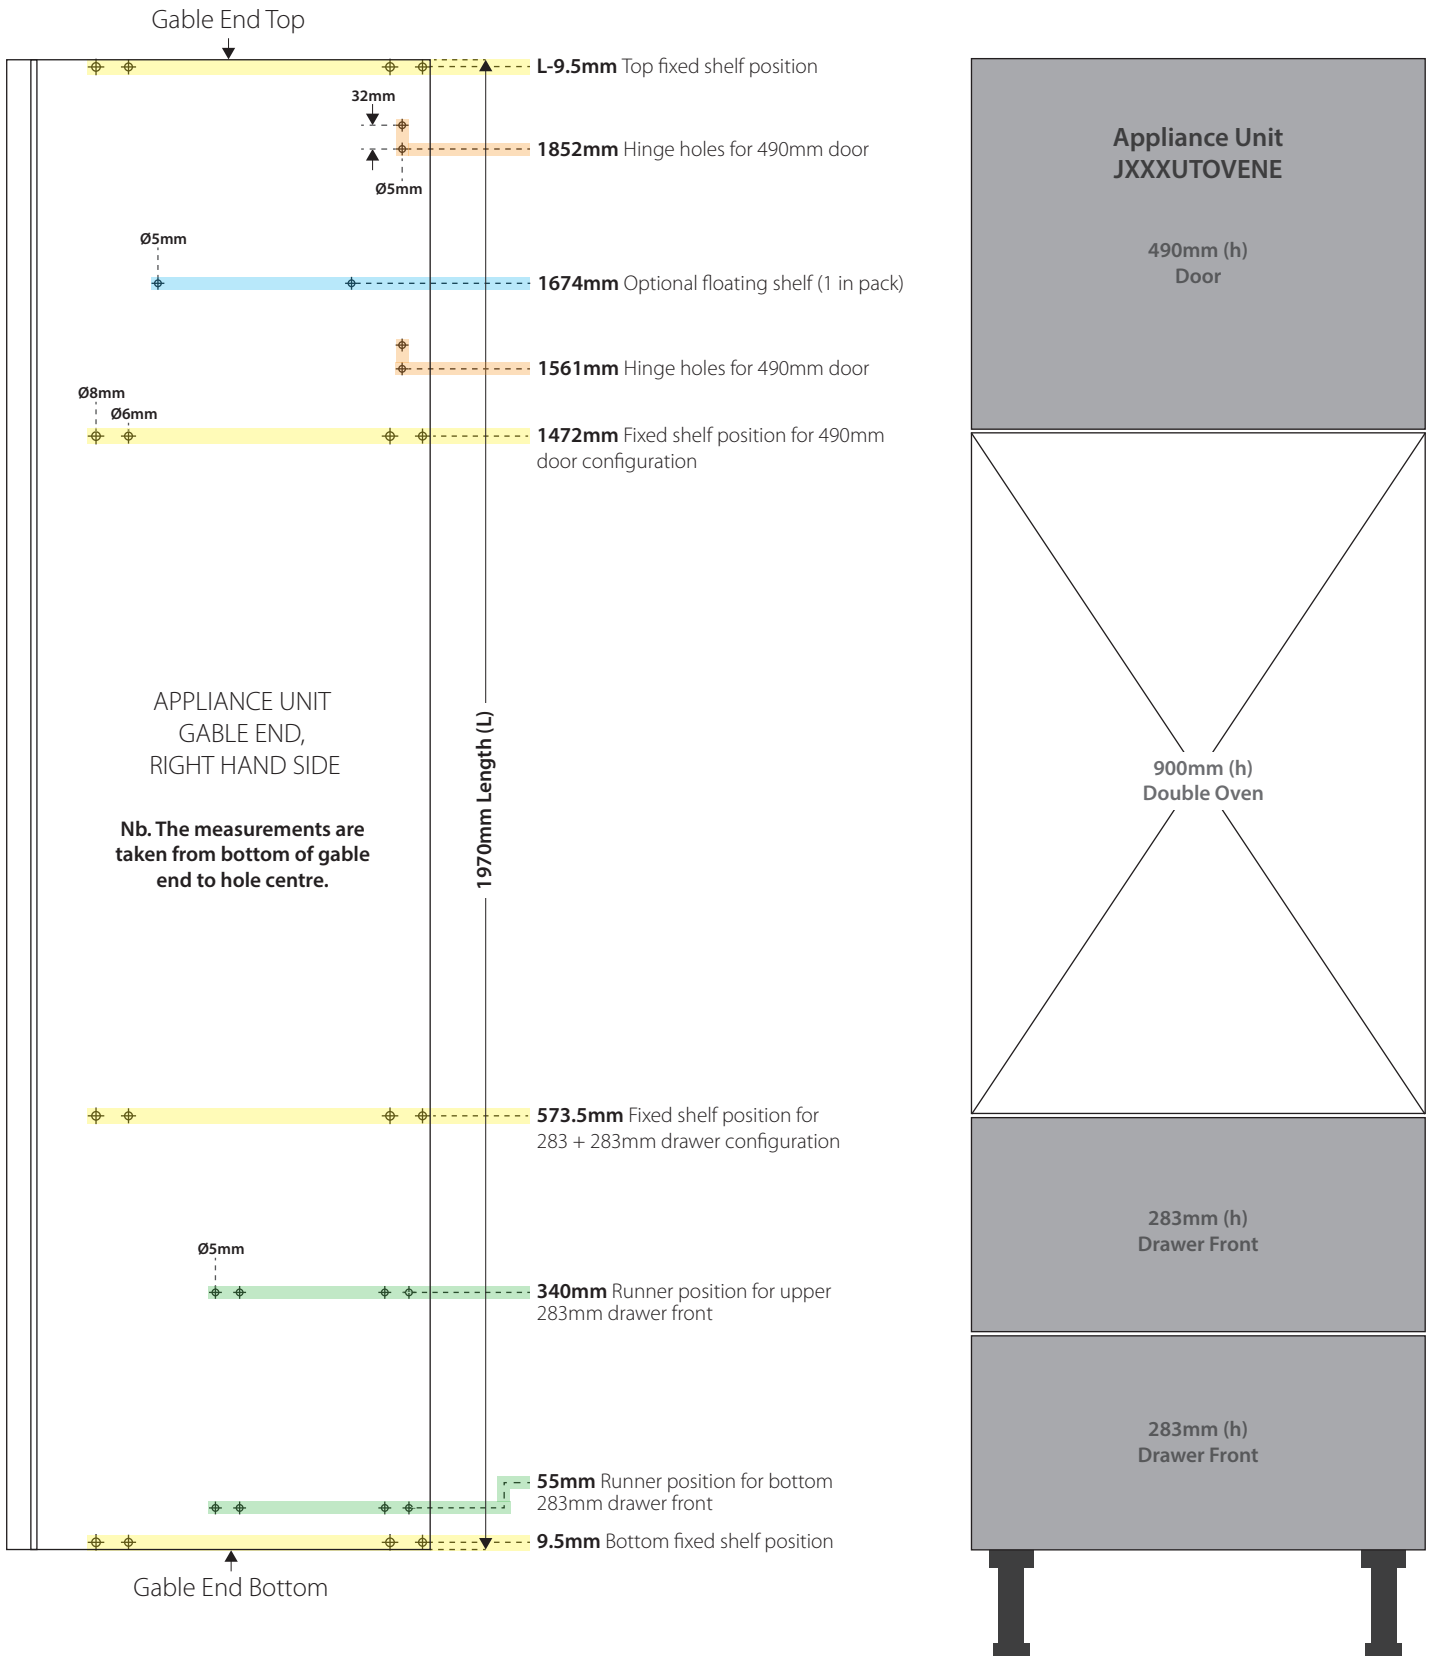 Gable End Top
L-9.5mm Top fixed shelf position
32mm
1852mm Hinge holes for 490mm door
Ø5mm
Ø5mm
1674mm Optional floating shelf (1 in pack)
1561mm Hinge holes for 490mm door
Ø8mm
Ø6mm
1472mm Fixed shelf position for 490mm
door configuration
APPLIANCE UNIT
GABLE END,
RIGHT HAND SIDE
Nb. The measurements are
taken from bottom of gable
end to hole centre.
1970mm Length (L)
573.5mm Fixed shelf position for
283 + 283mm drawer configuration
Ø5mm
340mm Runner position for upper
283mm drawer front
55mm Runner position for bottom
283mm drawer front
9.5mm Bottom fixed shelf position
Gable End Bottom
Appliance Unit
JXXXUTOVENE
490mm (h)
Door
900mm (h)
Double Oven
283mm (h)
Drawer Front
283mm (h)
Drawer Front